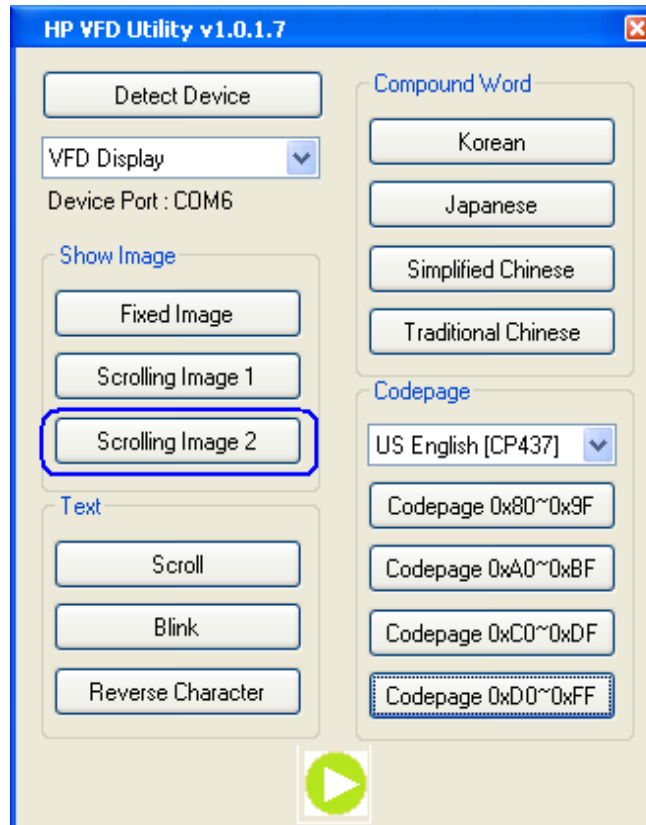 HP VFD Utility v1.0.1.7
Detect Device
VFD Display
Device Port : COM6
Show Image
Fixed Image
Scrolling Image 1
Scrolling Image 2
Text
Scroll
Blink
Reverse Character
Compound Word
Korean
Japanese
Simplified Chinese
Traditional Chinese
Codepage
US English [CP437]
Codepage 0x80~0x9F
Codepage 0xA0~0xBF
Codepage 0xC0~0xDF
Codepage 0xD0~0xFF